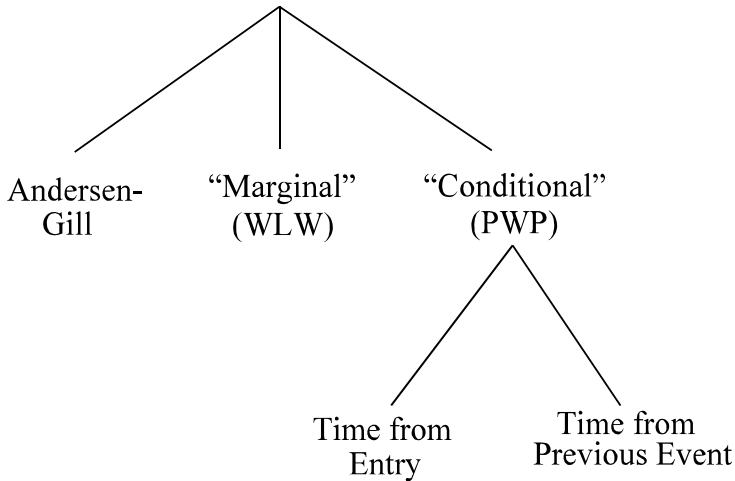 Andersen-
Gill
“Marginal”
(WLW)
“Conditional”
(PWP)
Time from
Entry
Time from
Previous Event